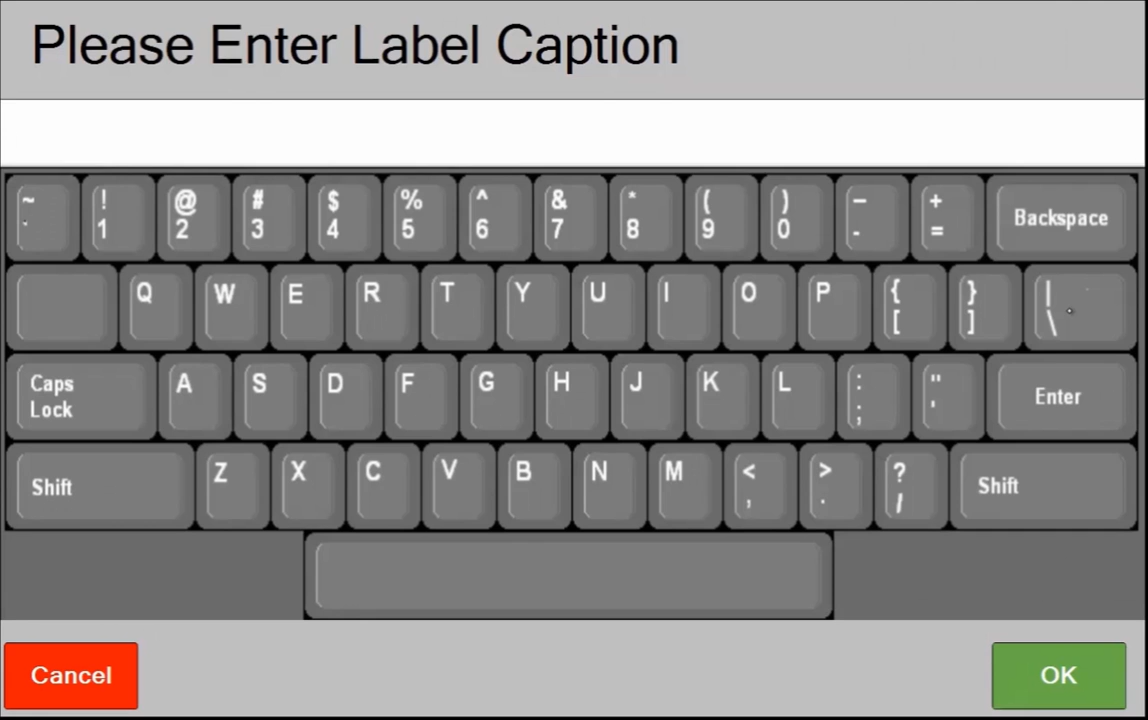 Please Enter Label Caption
~ ! @ # $ % ^ & * ( ) _ +
` 1 2 3 4 5 6 7 8 9 0 - = Backspace
Q W E R T Y U I O P { } |
[ ] \
Caps
Lock A S D F G H J K L : " Enter
; '
Shift Z X C V B N M < > ? Shift
, . /
Cancel OK